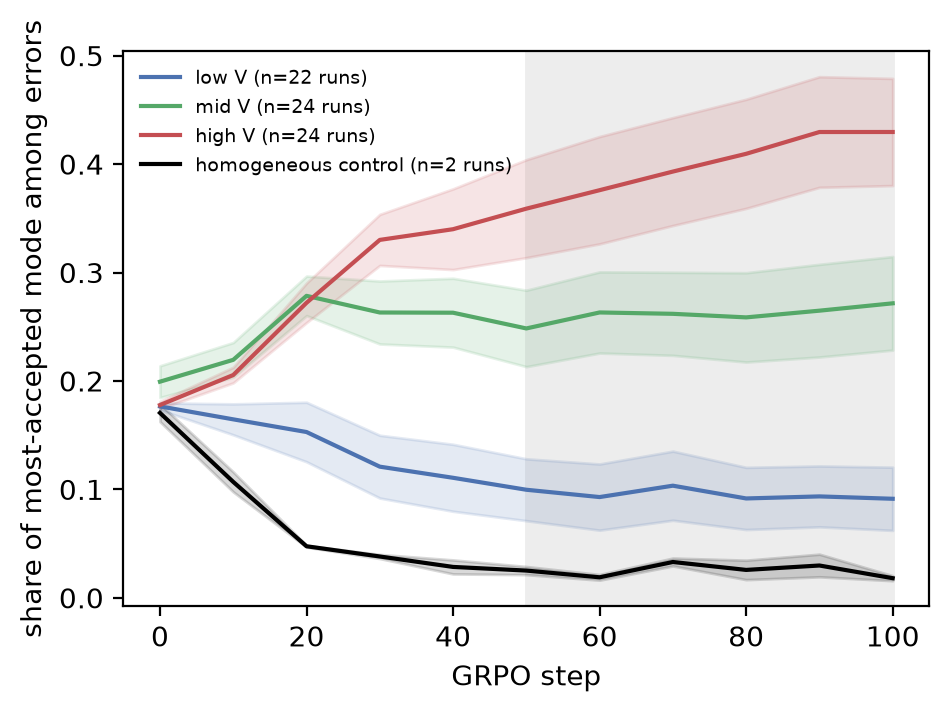 share of most-accepted mode among errors
0.5
0.4
0.3
0.2
0.1
0.0
low V (n=22 runs)
mid V (n=24 runs)
high V (n=24 runs)
homogeneous control (n=2 runs)
0 20 40 60 80 100
GRPO step